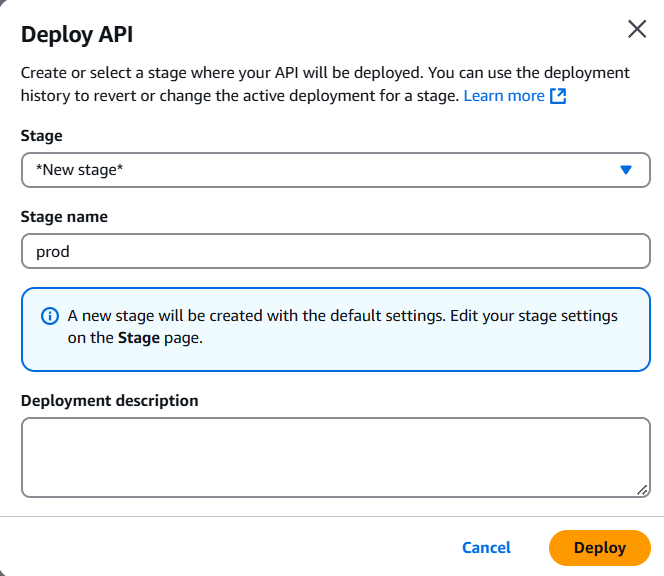 Deploy API
Create or select a stage where your API will be deployed. You can use the deployment
history to revert or change the active deployment for a stage. Learn more
Stage
*New stage*
Stage name
prod
A new stage will be created with the default settings. Edit your stage settings
on the Stage page.
Deployment description
Cancel
Deploy